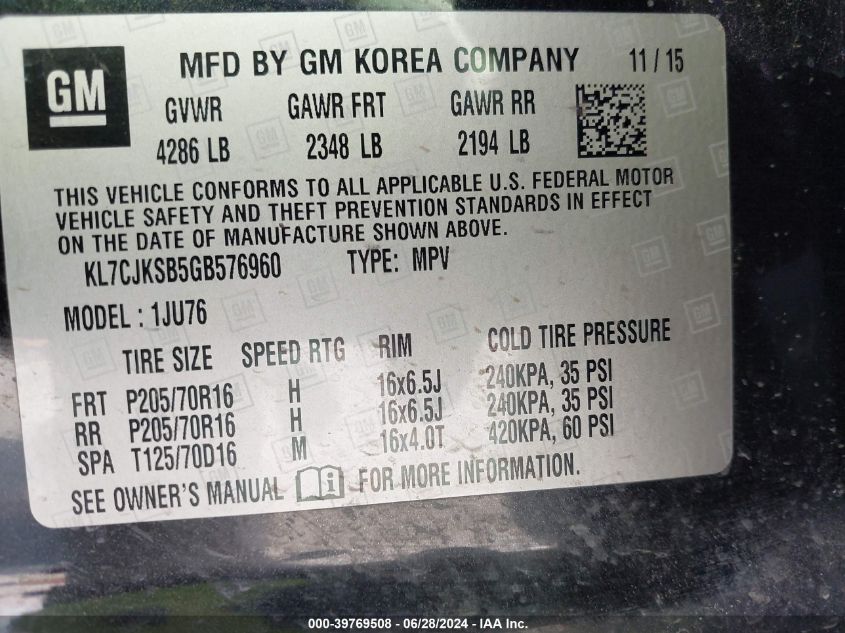 GM
MFD BY GM KOREA COMPANY 11 / 15
GVWR GAWR FRT GAWR RR
4286 LB 2348 LB 2194 LB
THIS VEHICLE CONFORMS TO ALL APPLICABLE U.S. FEDERAL MOTOR
VEHICLE SAFETY AND THEFT PREVENTION STANDARDS IN EFFECT
ON THE DATE OF MANUFACTURE SHOWN ABOVE.
KL7CJKSB5GB576960 TYPE: MPV
MODEL : 1JU76
TIRE SIZE SPEED RTG RIM COLD TIRE PRESSURE
FRT P205/70R16 H 16x6.5J 240KPA, 35 PSI
RR P205/70R16 H 16x6.5J 240KPA, 35 PSI
SPA T125/70D16 M 16x4.0T 420KPA, 60 PSI
SEE OWNER'S MANUAL i FOR MORE INFORMATION.
000-39769508 / 06/28/2024 - IAA Inc.